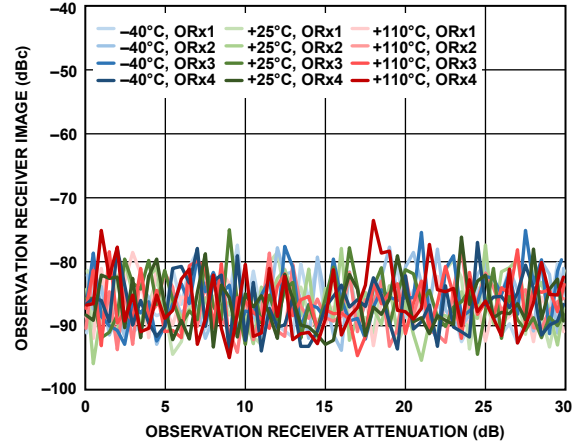 –40
–50
–60
–70
–80
–90
–100
OBSERVATION RECEIVER IMAGE (dBc)
–40°C, ORx1 +25°C, ORx1 +110°C, ORx1
–40°C, ORx2 +25°C, ORx2 +110°C, ORx2
–40°C, ORx3 +25°C, ORx3 +110°C, ORx3
–40°C, ORx4 +25°C, ORx4 +110°C, ORx4
0 5 10 15 20 25 30
OBSERVATION RECEIVER ATTENUATION (dB)